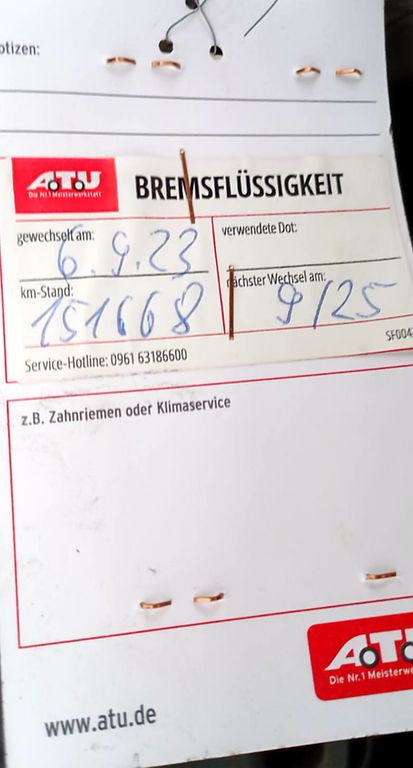 otizen:
ATU
Die Nr.1 Meisterwerkstatt
BREMSFLÜSSIGKEIT
gewechselt am:
6.9.23
verwendete Dot:
km-Stand:
151668
nächster Wechsel am:
9/25
Service-Hotline: 0961 63186600
SF004
z.B. Zahnriemen oder Klimaservice
ATU
Die Nr.1 Meisterwe
www.atu.de